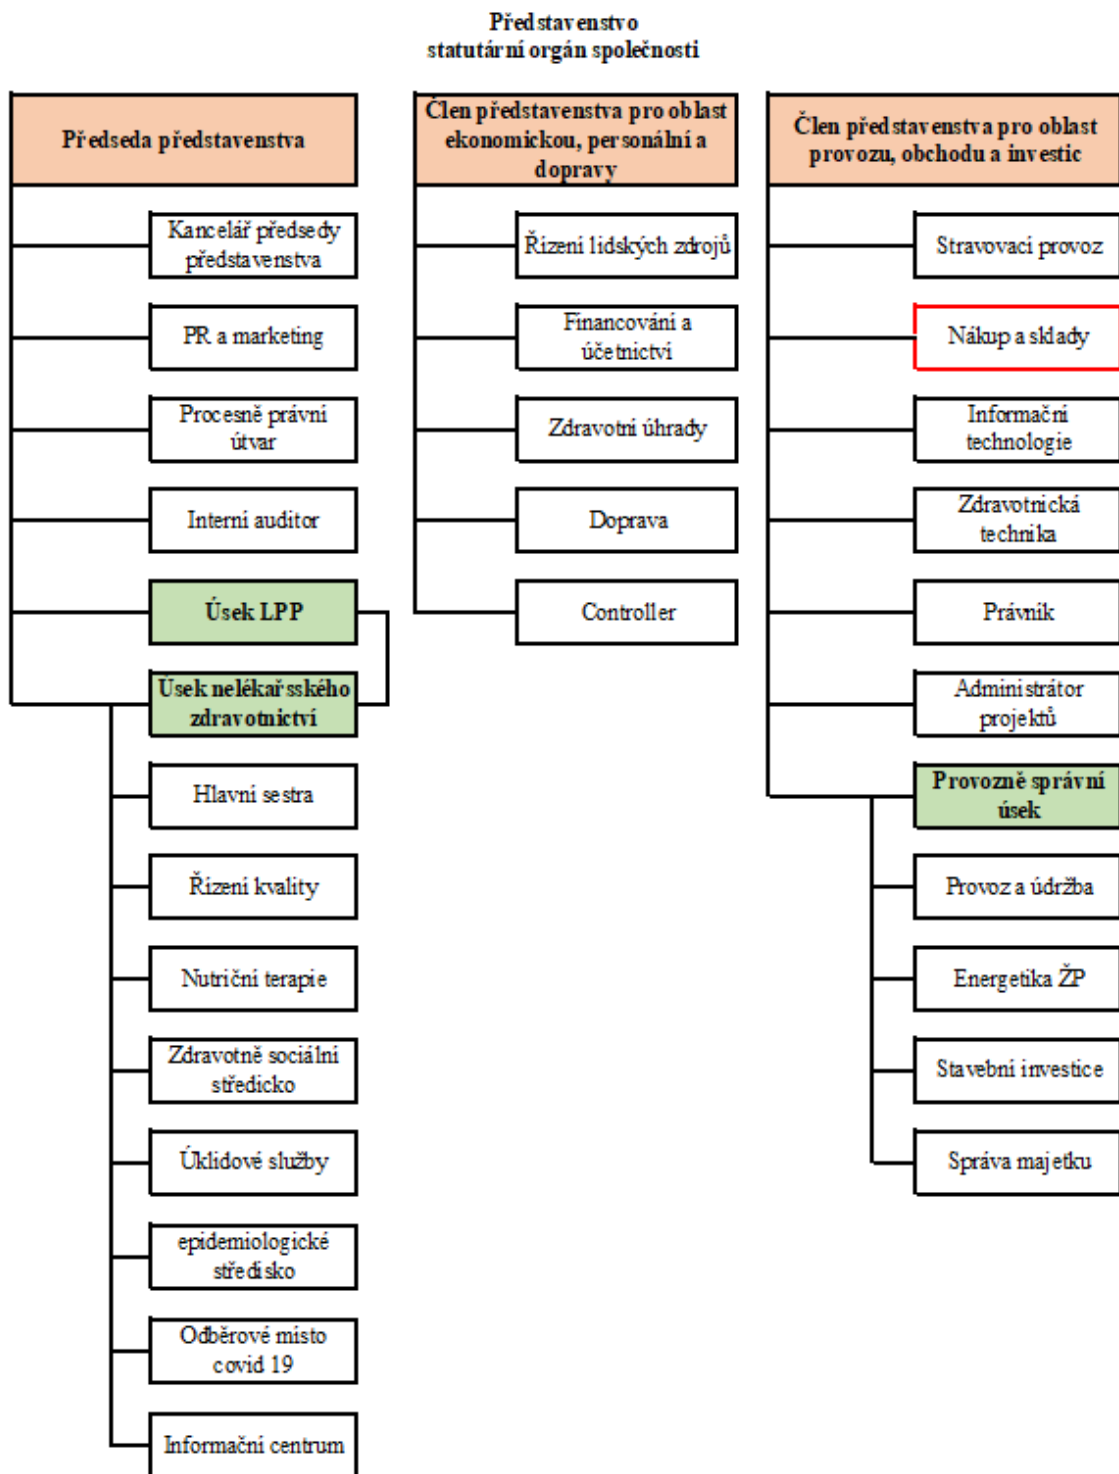 Představenstvo
statutární orgán společnosti
Předseda představenstva
Kancelář předsedy
představenstva
PR a marketing
Procesně právní
útvar
Interní auditor
Úsek LPP
Úsek nelékařsského
zdravotnictví
Hlavní sestra
Řízení kvality
Nutriční terapie
Zdravotně sociální
středicko
Úklidové služby
epidemiologické
středisko
Odběrové místo
covid 19
Informační centrum
Člen představenstva pro oblast
ekonomickou, personální a
dopravy
Řízení lidských zdrojů
Financování a
účetnictví
Zdravotní úhrady
Doprava
Controller
Člen představenstva pro oblast
provozu, obchodu a investic
Stravovací provoz
Nákup a sklady
Informační
technologie
Zdravotnická
technika
Právník
Administrátor
projektů
Provozně správní
úsek
Provoz a údržba
Energetika ŽP
Stavební investice
Správa majetku